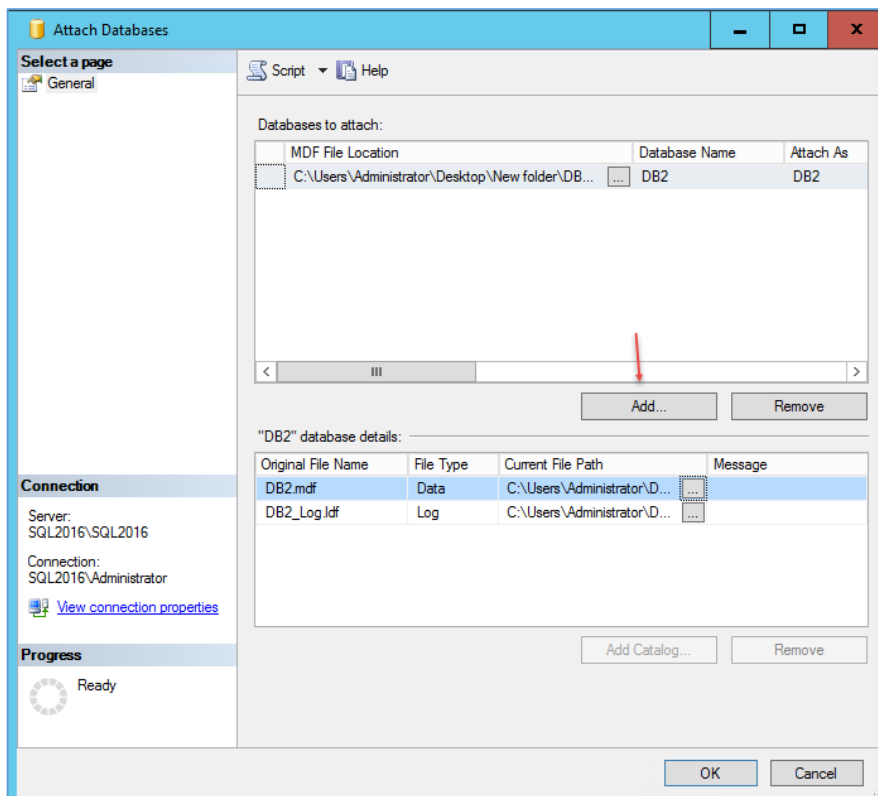 Attach Databases
Select a page
General
Script
Help
Databases to attach:
MDF File Location Database Name Attach As
C:\Users\Administrator\Desktop\New folder\DB... ... DB2 DB2
Add...
Remove
"DB2" database details:
Original File Name File Type Current File Path Message
DB2.mdf Data C:\Users\Administrator\D... ...
DB2_Log.ldf Log C:\Users\Administrator\D... ...
Add Catalog...
Remove
Connection
Server:
SQL2016\SQL2016
Connection:
SQL2016\Administrator
View connection properties
Progress
Ready
OK
Cancel